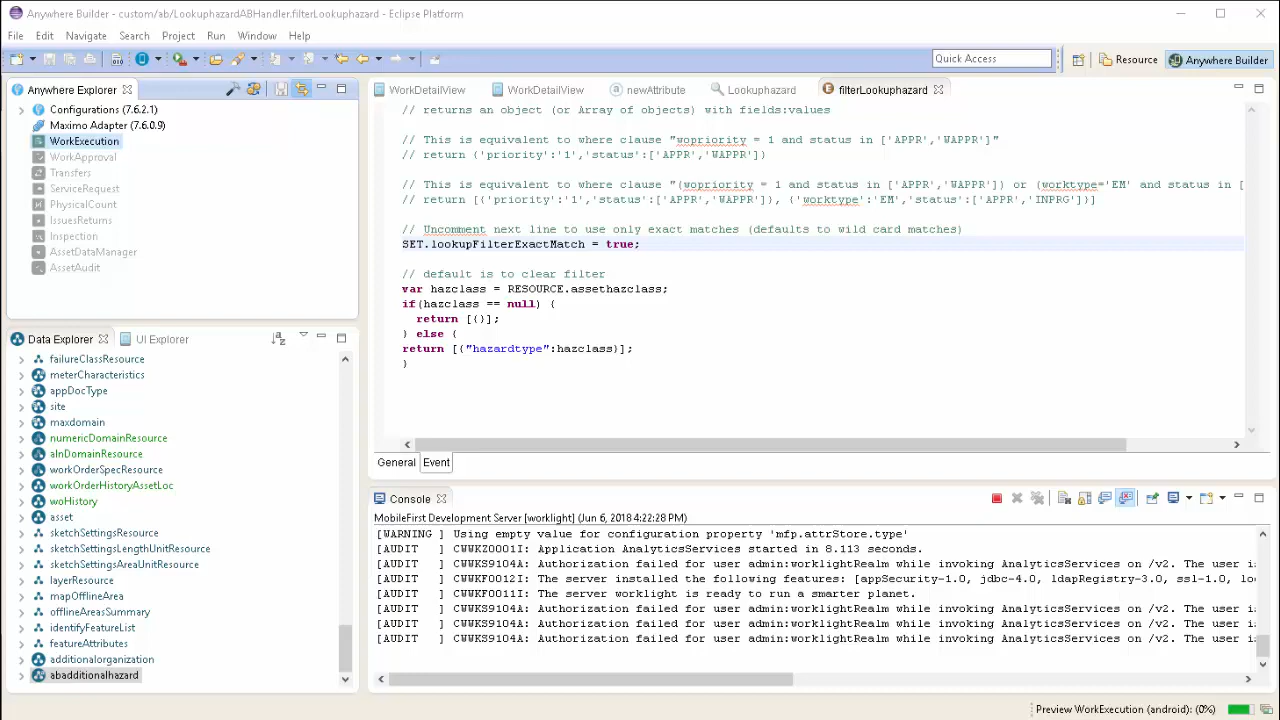 Anywhere Builder - custom/ab/LookuphazardABHandler.filterLookuphazard - Eclipse Platform
File Edit Navigate Search Project Run Window Help
Quick Access
Resource
Anywhere Builder
Anywhere Explorer
Configurations (7.6.2.1)
Maximo Adapter (7.6.0.9)
WorkExecution
WorkApproval
Transfers
ServiceRequest
PhysicalCount
IssuesReturns
Inspection
AssetDataManager
AssetAudit
Data Explorer
UI Explorer
failureClassResource
meterCharacteristics
appDocType
site
maxdomain
numericDomainResource
alnDomainResource
workOrderSpecResource
workOrderHistoryAssetLoc
woHistory
asset
sketchSettingsResource
sketchSettingsLengthUnitResource
sketchSettingsAreaUnitResource
layerResource
mapOfflineArea
offlineAreasSummary
identifyFeatureList
featureAttributes
additionalorganization
abadditionalhazard
WorkDetailView
WorkDetailView
newAttribute
Lookuphazard
filterLookuphazard
// returns an object (or Array of objects) with fields:values
// This is equivalent to where clause "wopriority = 1 and status in ['APPR','WAPPR']"
// return {'priority':'1','status':['APPR','WAPPR']}
// This is equivalent to where clause "(wopriority = 1 and status in ['APPR','WAPPR']) or (worktype='EM' and status in [
// return [{'priority':'1','status':['APPR','WAPPR']}, {'worktype':'EM','status':['APPR','INPRG']}]
// Uncomment next line to use only exact matches (defaults to wild card matches)
SET.lookupFilterExactMatch = true;
// default is to clear filter
var hazclass = RESOURCE.assethazclass;
if(hazclass == null) {
return [{}];
} else {
return [{"hazardtype":hazclass}];
}
General Event
Console
MobileFirst Development Server [worklight] (Jun 6, 2018 4:22:28 PM)
[WARNING ] Using empty value for configuration property 'mfp.attrStore.type'
[AUDIT ] CWWKZ0001I: Application AnalyticsServices started in 8.113 seconds.
[AUDIT ] CWWKS9104A: Authorization failed for user admin:worklightRealm while invoking AnalyticsServices on /v2. The user i
[AUDIT ] CWWKF0012I: The server installed the following features: [appSecurity-1.0, jdbc-4.0, ldapRegistry-3.0, ssl-1.0, lo
[AUDIT ] CWWKF0011I: The server worklight is ready to run a smarter planet.
[AUDIT ] CWWKS9104A: Authorization failed for user admin:worklightRealm while invoking AnalyticsServices on /v2. The user i
[AUDIT ] CWWKS9104A: Authorization failed for user admin:worklightRealm while invoking AnalyticsServices on /v2. The user i
[AUDIT ] CWWKS9104A: Authorization failed for user admin:worklightRealm while invoking AnalyticsServices on /v2. The user i
Preview WorkExecution (android): (0%)